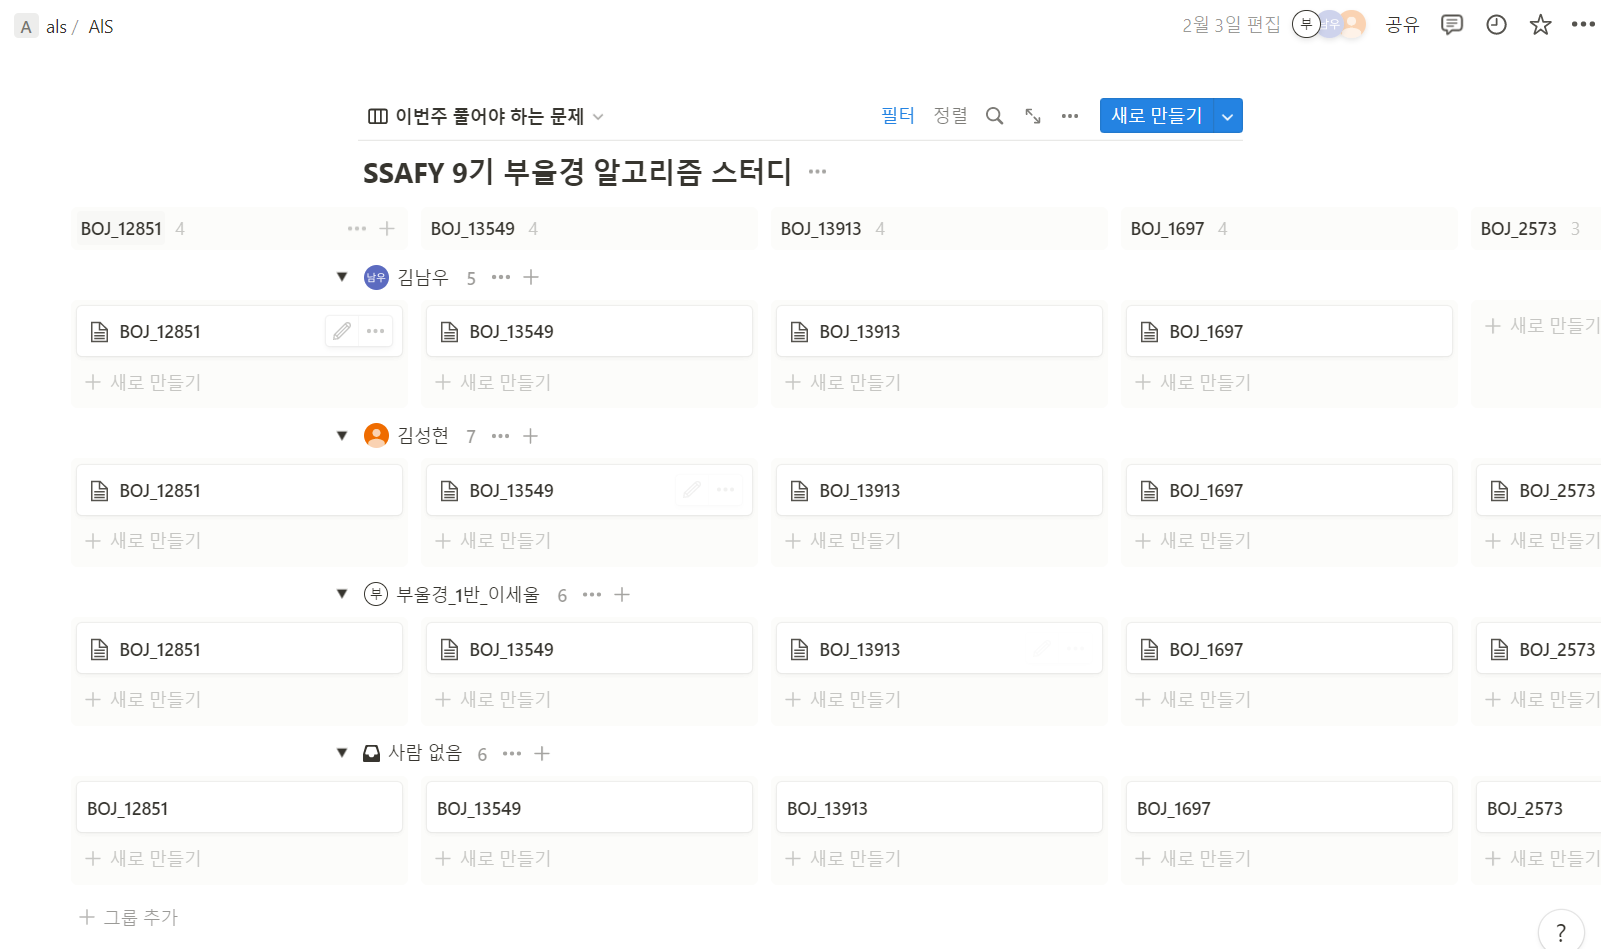 A als / AlS 2월 3일 편집 부 남우 공유
이번주 풀어야 하는 문제 필터 정렬 새로 만들기
SSAFY 9기 부울경 알고리즘 스터디
BOJ_12851 4 BOJ_13549 4 BOJ_13913 4 BOJ_1697 4 BOJ_2573 3
남우 김남우 5
BOJ_12851 BOJ_13549 BOJ_13913 BOJ_1697 새로 만들기
새로 만들기 새로 만들기 새로 만들기 새로 만들기
김성현 7
BOJ_12851 BOJ_13549 BOJ_13913 BOJ_1697 BOJ_2573
새로 만들기 새로 만들기 새로 만들기 새로 만들기 새로 만들기
부 부울경_1반_이세울 6
BOJ_12851 BOJ_13549 BOJ_13913 BOJ_1697 BOJ_2573
새로 만들기 새로 만들기 새로 만들기 새로 만들기 새로 만들기
사람 없음 6
BOJ_12851 BOJ_13549 BOJ_13913 BOJ_1697 BOJ_2573
새로 만들기 새로 만들기 새로 만들기 새로 만들기 새로 만들기
그룹 추가
?